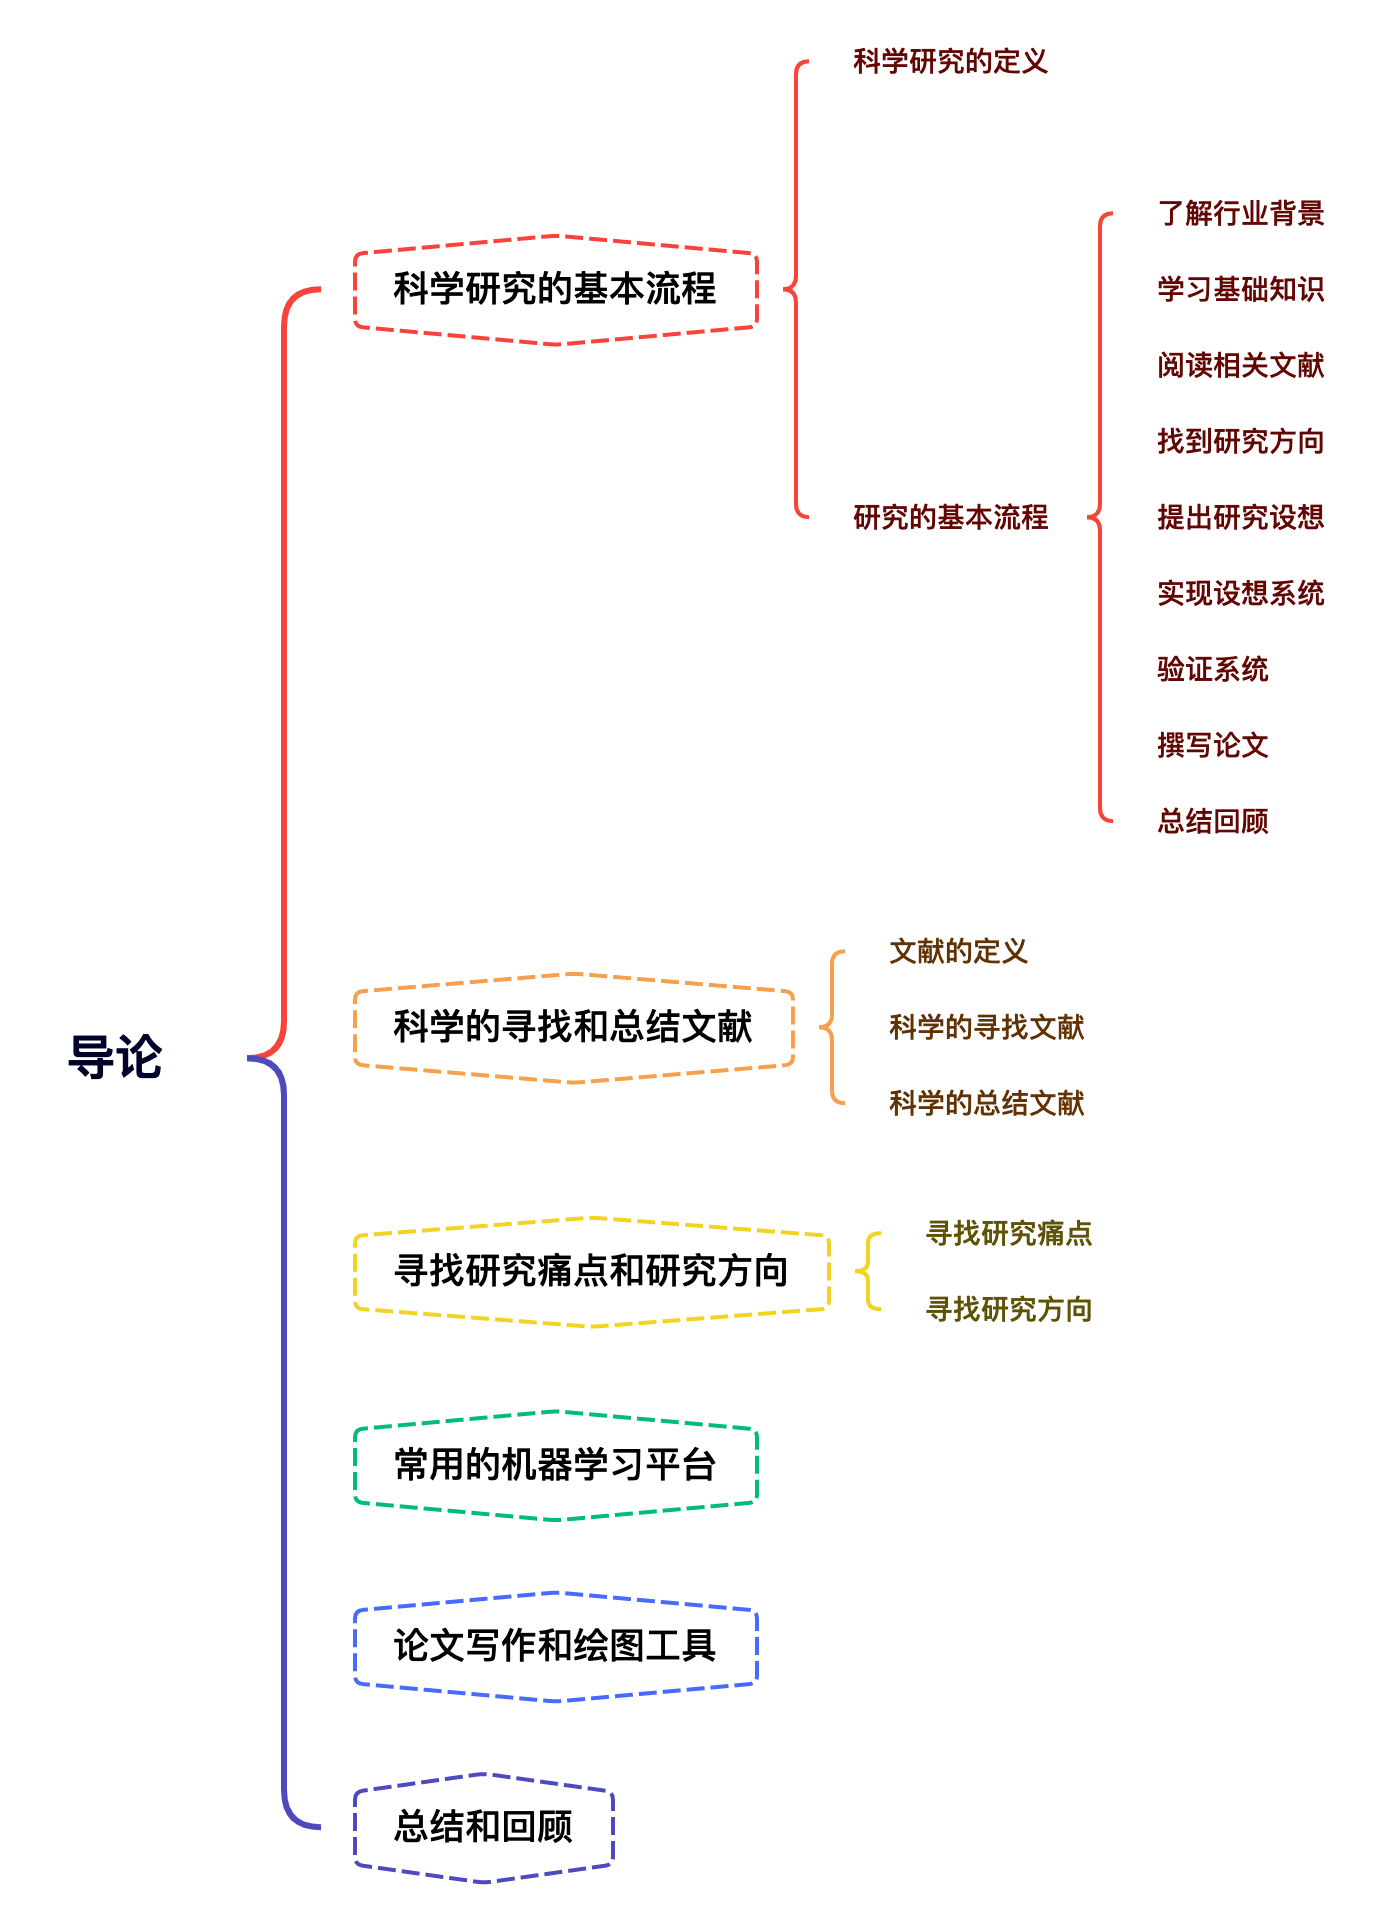 导论
科学研究的基本流程
科学研究的定义
研究的基本流程
了解行业背景
学习基础知识
阅读相关文献
找到研究方向
提出研究设想
实现设想系统
验证系统
撰写论文
总结回顾
科学的寻找和总结文献
文献的定义
科学的寻找文献
科学的总结文献
寻找研究痛点和研究方向
寻找研究痛点
寻找研究方向
常用的机器学习平台
论文写作和绘图工具
总结和回顾